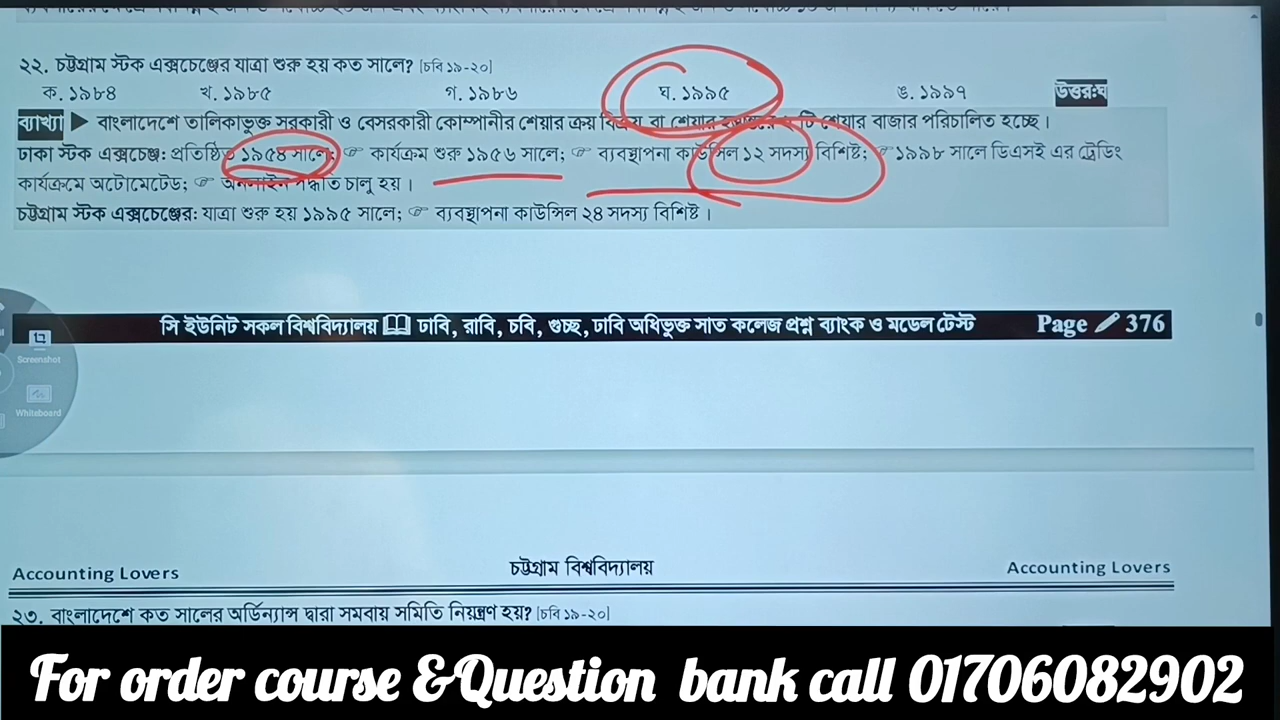 ২২. চট্টগ্রাম স্টক এক্সচেঞ্জের যাত্রা শুরু হয় কত সালে? [চবি ১৯-২০]
ক. ১৯৮৪ খ. ১৯৮৫ গ. ১৯৮৬ ঘ. ১৯৯৫ ঙ. ১৯৯৭ উত্তর:ঘ
ব্যাখ্যা ▶ বাংলাদেশে তালিকাভুক্ত সরকারী ও বেসরকারী কোম্পানীর শেয়ার ক্রয় বিক্রয় বা শেয়ার টি শেয়ার বাজার পরিচালিত হচ্ছে।
ঢাকা স্টক এক্সচেঞ্জ: প্রতিষ্ঠিত ১৯৫৪ সালে; ☞ কার্যক্রম শুরু ১৯৫৬ সালে; ☞ ব্যবস্থাপনা কাউন্সিল ১২ সদস্য বিশিষ্ট; ☞ ১৯৯৮ সালে ডিএসই এর ট্রেডিং
কার্যক্রমে অটোমেটেড; ☞ অনলাইন পদ্ধতি চালু হয়।
চট্টগ্রাম স্টক এক্সচেঞ্জের: যাত্রা শুরু হয় ১৯৯৫ সালে; ☞ ব্যবস্থাপনা কাউন্সিল ২৪ সদস্য বিশিষ্ট।
সি ইউনিট সকল বিশ্ববিদ্যালয় 🕮 ঢাবি, রাবি, চবি, গুচ্ছ, ঢাবি অধিভুক্ত সাত কলেজ প্রশ্ন ব্যাংক ও মডেল টেস্ট Page 376
Screenshot
Whiteboard
Accounting Lovers চট্টগ্রাম বিশ্ববিদ্যালয় Accounting Lovers
২৩. বাংলাদেশে কত সালের অর্ডিন্যান্স দ্বারা সমবায় সমিতি নিয়ন্ত্রণ হয়? [চবি ১৯-২০]
For order course &Question bank call 01706082902